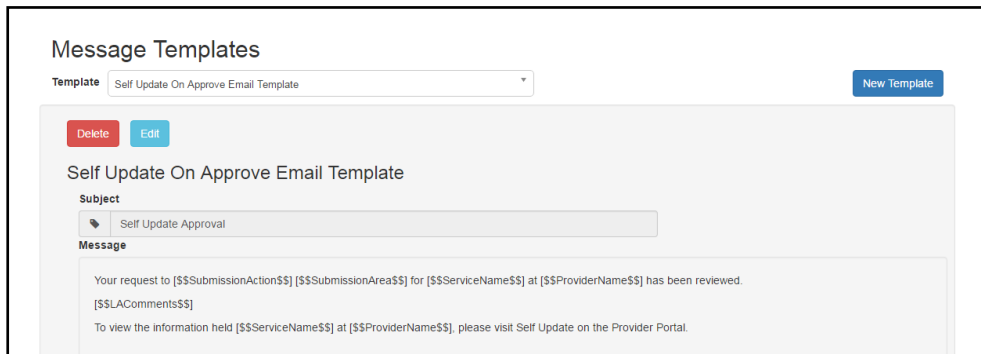 Message Templates
Template Self Update On Approve Email Template New Template
Delete Edit
Self Update On Approve Email Template
Subject
Self Update Approval
Message
Your request to [$$SubmissionAction$$] [$$SubmissionArea$$] for [$$ServiceName$$] at [$$ProviderName$$] has been reviewed.
[$$LAComments$$]
To view the information held [$$ServiceName$$] at [$$ProviderName$$], please visit Self Update on the Provider Portal.